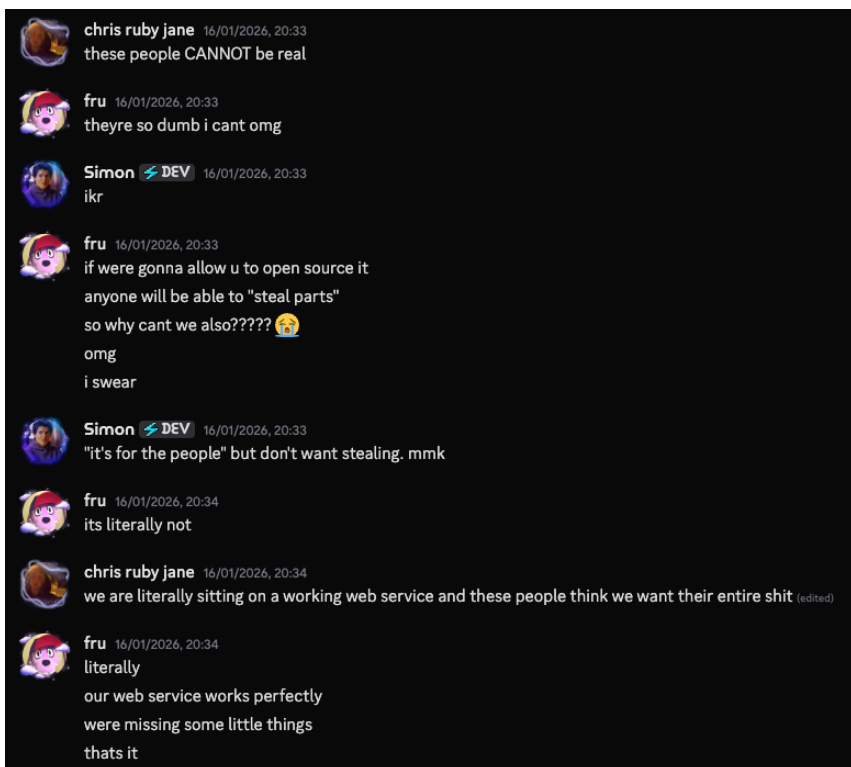 chris ruby jane 16/01/2026, 20:33
these people CANNOT be real
fru 16/01/2026, 20:33
theyre so dumb i cant omg
Simon DEV 16/01/2026, 20:33
ikr
fru 16/01/2026, 20:33
if were gonna allow u to open source it
anyone will be able to "steal parts"
so why cant we also????? 😭
omg
i swear
Simon DEV 16/01/2026, 20:33
"it's for the people" but don't want stealing. mmk
fru 16/01/2026, 20:34
its literally not
chris ruby jane 16/01/2026, 20:34
we are literally sitting on a working web service and these people think we want their entire shit (edited)
fru 16/01/2026, 20:34
literally
our web service works perfectly
were missing some little things
thats it